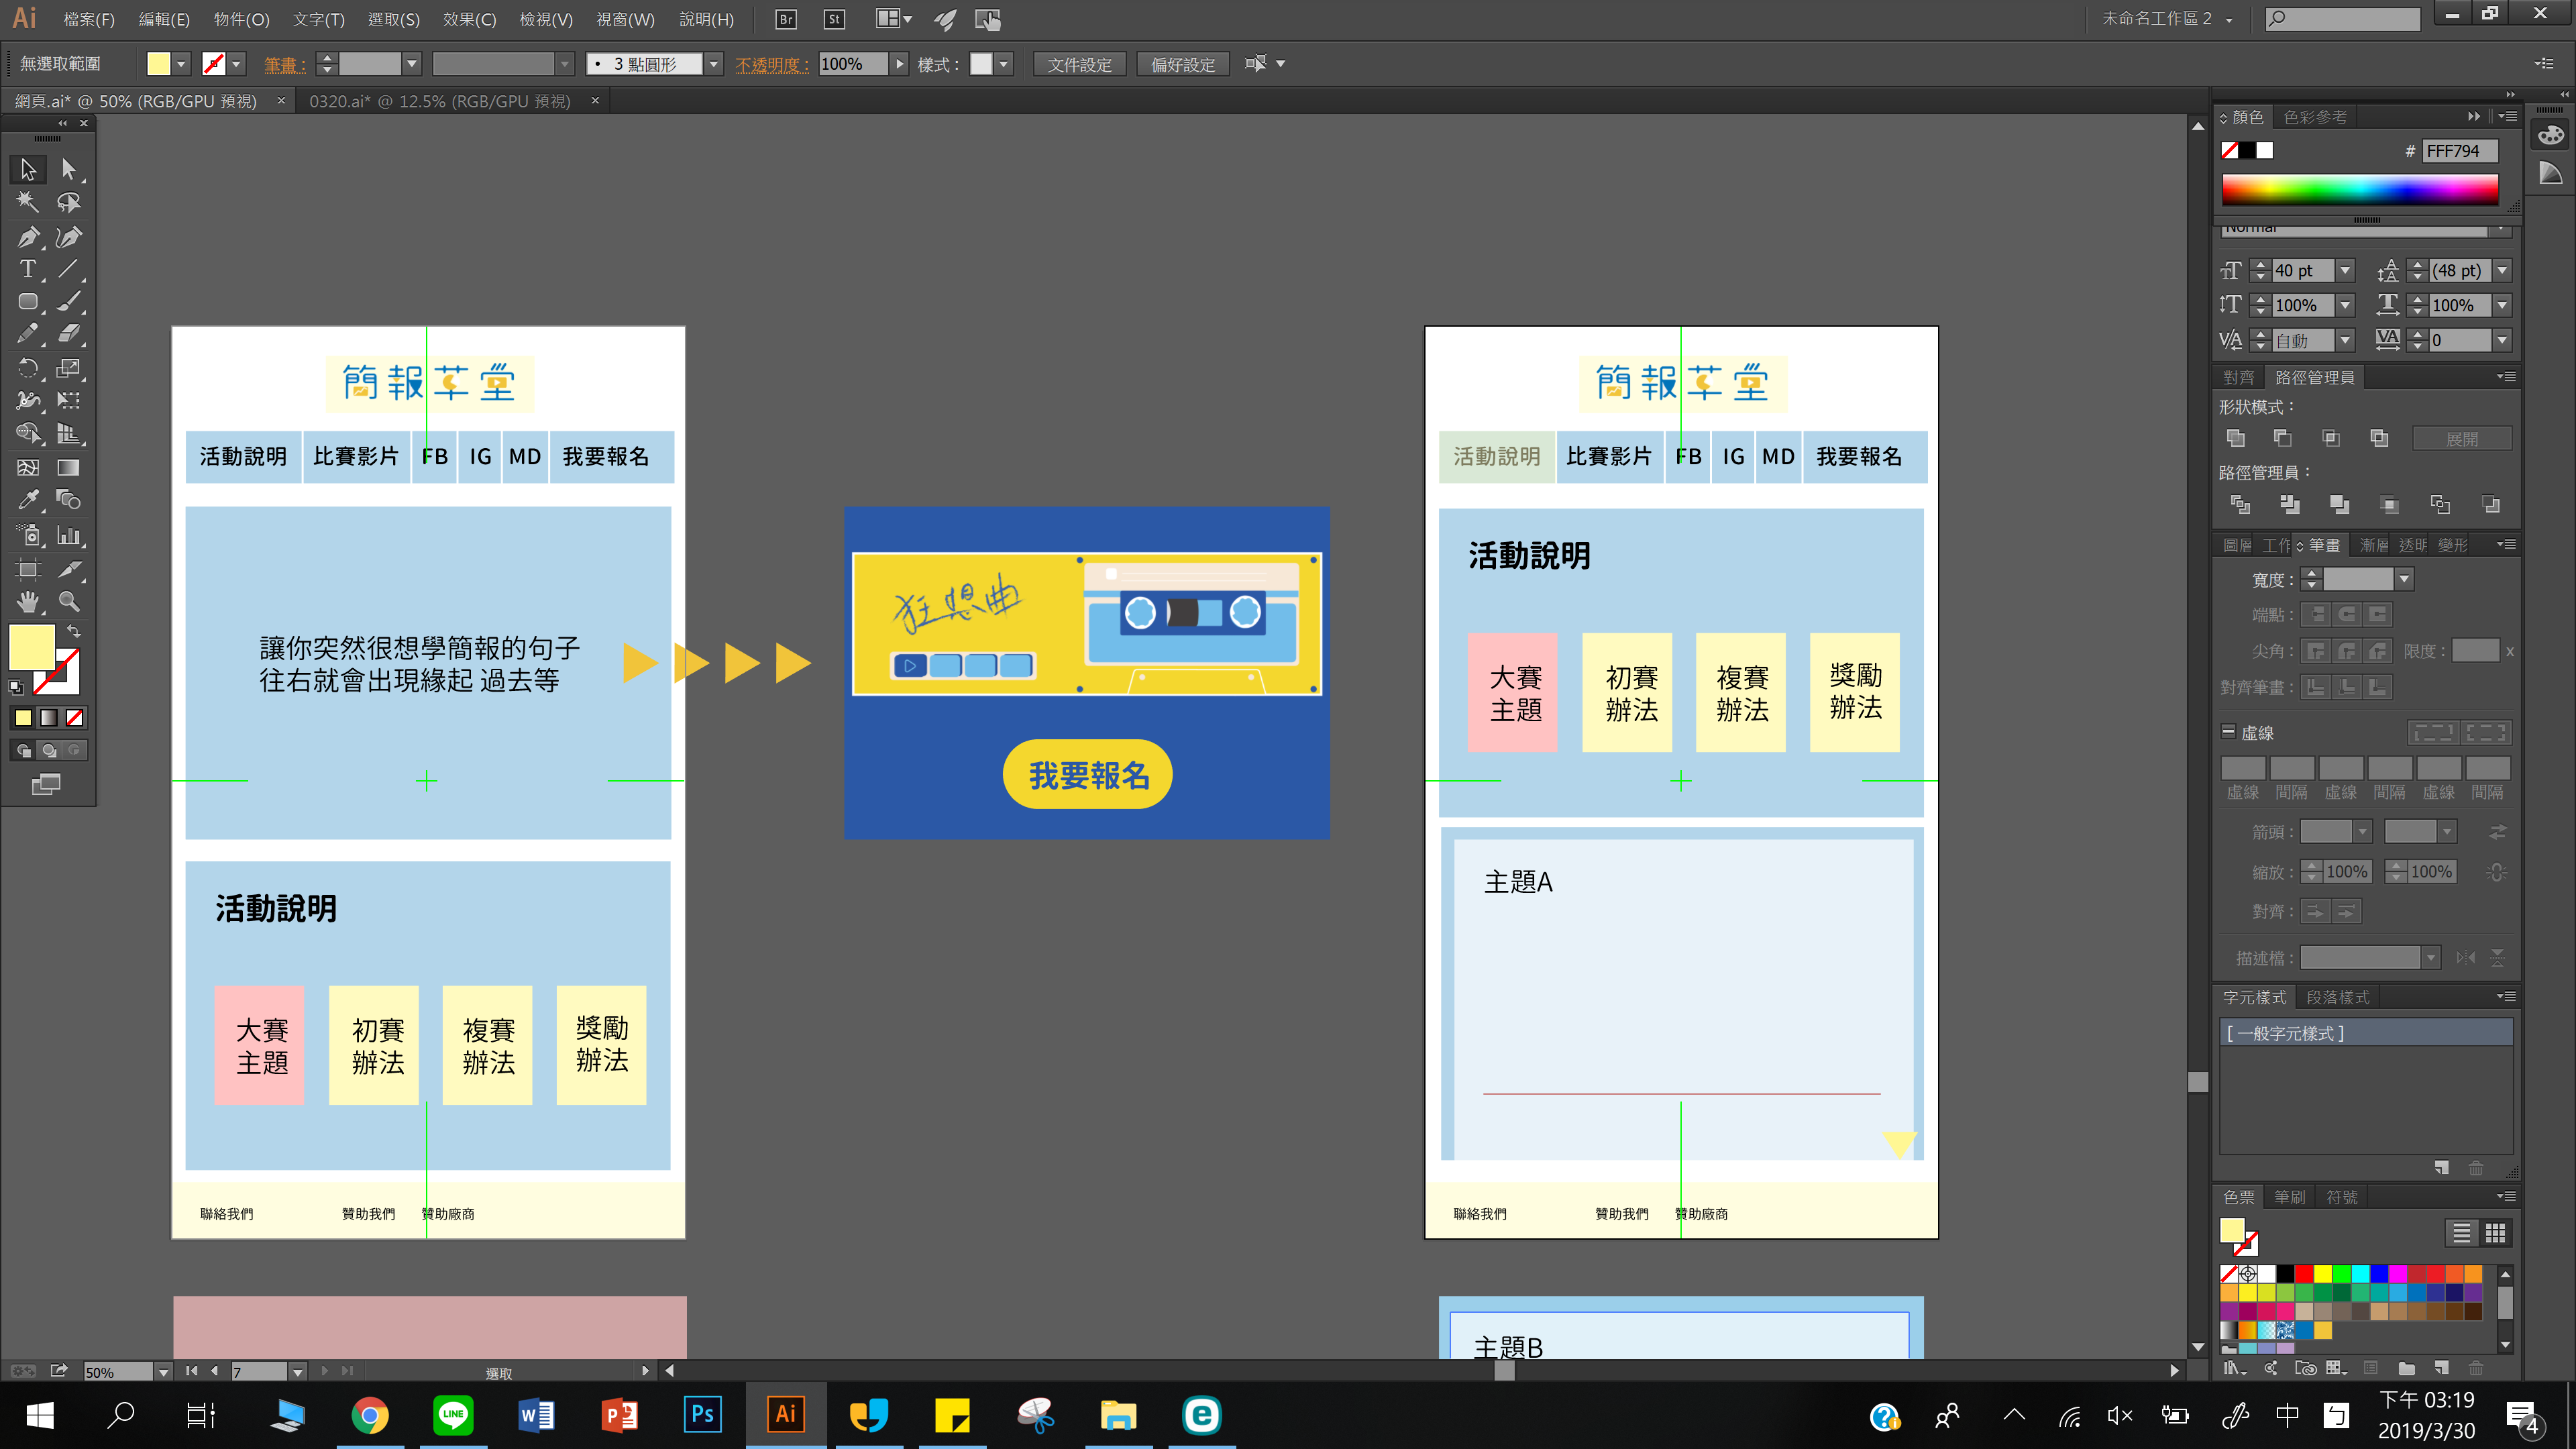 Ai 檔案(F) 編輯(E) 物件(O) 文字(T) 選取(S) 效果(C) 檢視(V) 視窗(W) 說明(H) Br St 未命名工作區 2
無選取範圍 筆畫: 3 點圓形 不透明度: 100% 樣式: 文件設定 偏好設定
網頁.ai* @ 50% (RGB/GPU 預視) 0320.ai* @ 12.5% (RGB/GPU 預視)
簡報草堂
活動說明 比賽影片 FB IG MD 我要報名
讓你突然很想學簡報的句子
往右就會出現緣起 過去等
活動說明
大賽
主題
初賽
辦法
複賽
辦法
獎勵
辦法
聯絡我們 贊助我們 贊助廠商
狂想曲
我要報名
簡報草堂
活動說明 比賽影片 FB IG MD 我要報名
活動說明
大賽
主題
初賽
辦法
複賽
辦法
獎勵
辦法
主題A
聯絡我們 贊助我們 贊助廠商
主題B
顏色 色彩參考
# FFF794
Normal
40 pt (48 pt)
100% 100%
自動 0
對齊 路徑管理員
形狀模式:
展開
路徑管理員:
圖層 工作 筆畫 漸層 透明 變形
寬度:
端點:
尖角: 限度: x
對齊筆畫:
虛線
虛線 間隔 虛線 間隔 虛線 間隔
箭頭:
縮放: 100% 100%
對齊:
描述檔:
字元樣式 段落樣式
[ 一般字元樣式 ]
色票 筆刷 符號
50% 7 選取
LINE Ps Ai 中 ㄅ
下午 03:19
2019/3/30
4